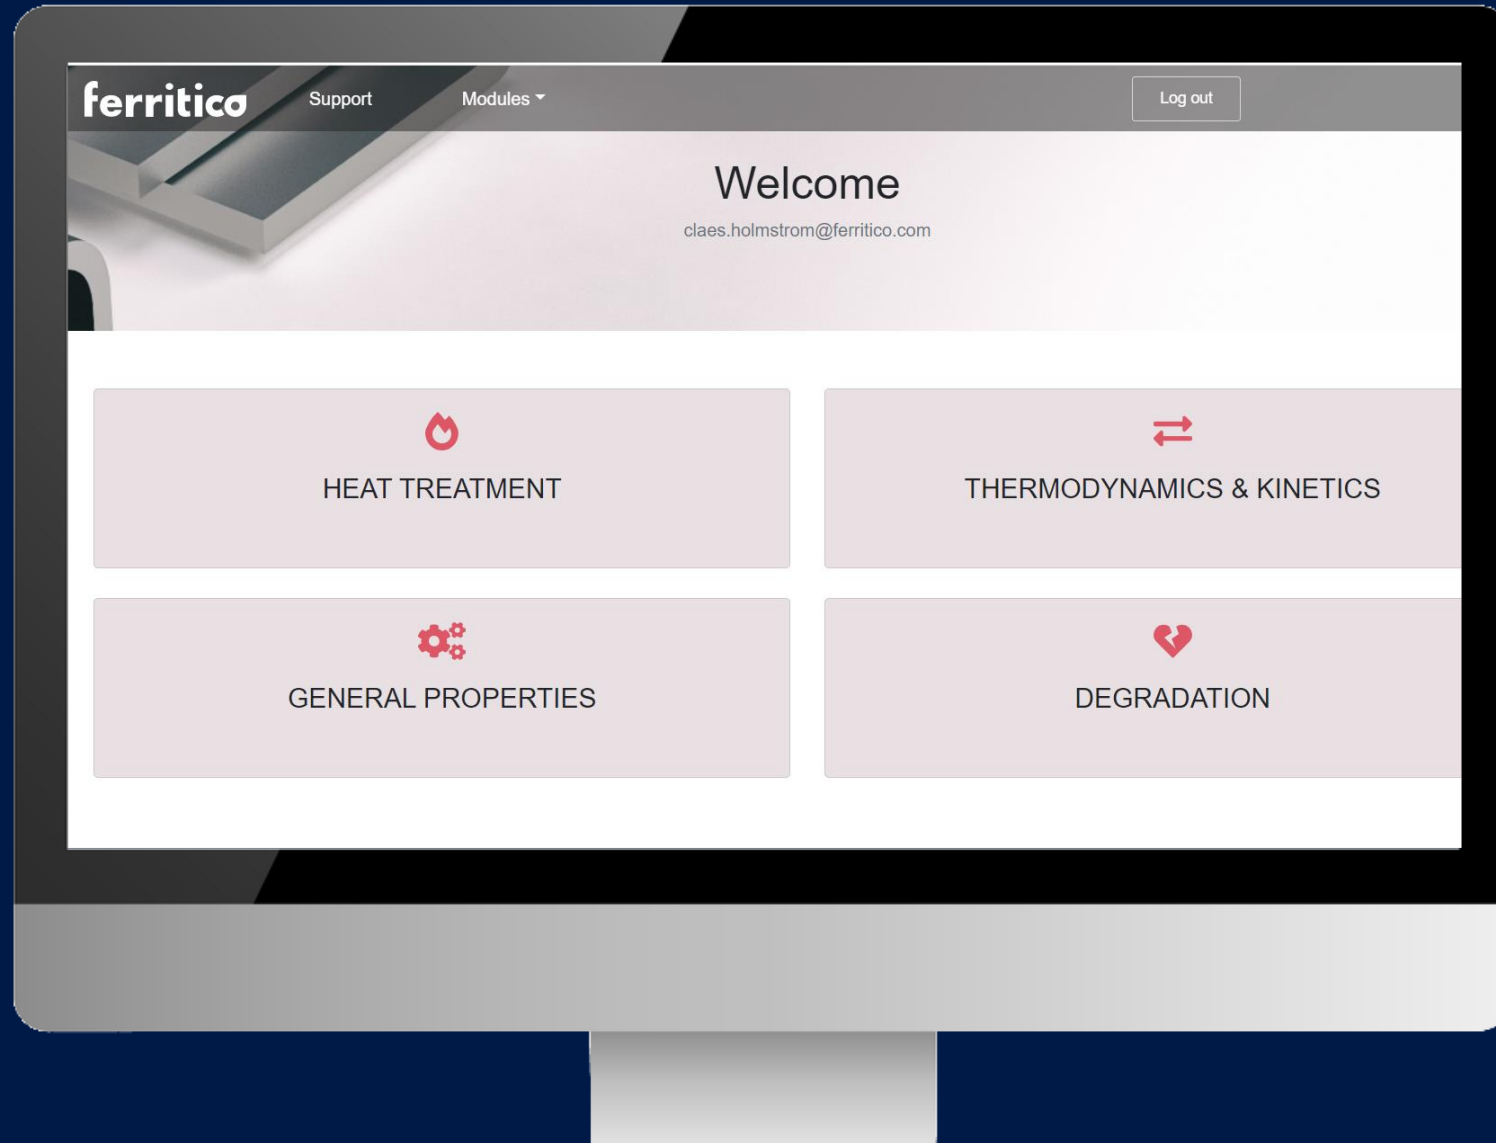 ferritico
Support
Modules
Log out
Welcome
claes.holmstrom@ferritico.com
HEAT TREATMENT
THERMODYNAMICS & KINETICS
GENERAL PROPERTIES
DEGRADATION